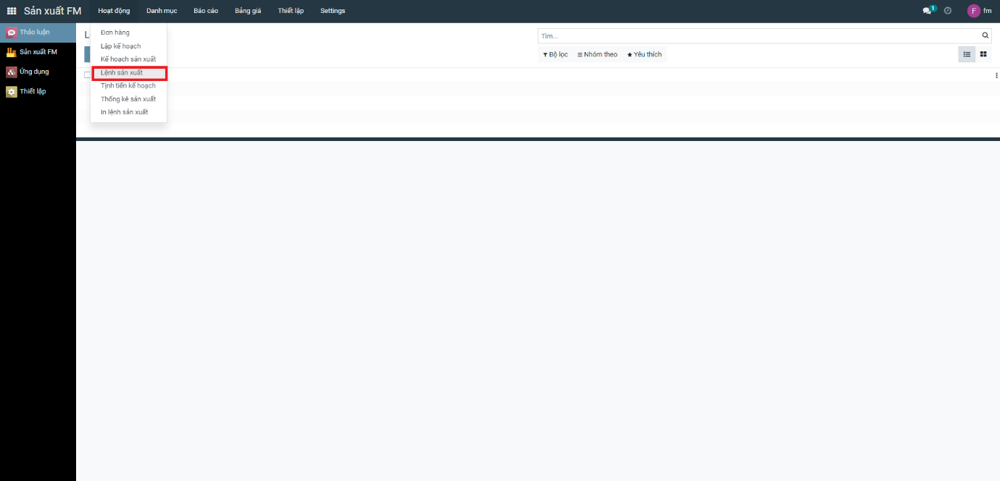 Sản xuất FM Hoạt động Danh mục Báo cáo Bảng giá Thiết lập Settings 1 F fm
Thảo luận
Sản xuất FM
Ứng dụng
Thiết lập
Đơn hàng
Lập kế hoạch
Kế hoạch sản xuất
Lệnh sản xuất
Tịnh tiến kế hoạch
Thống kê sản xuất
In lệnh sản xuất
L
Tìm...
Bộ lọc Nhóm theo Yêu thích